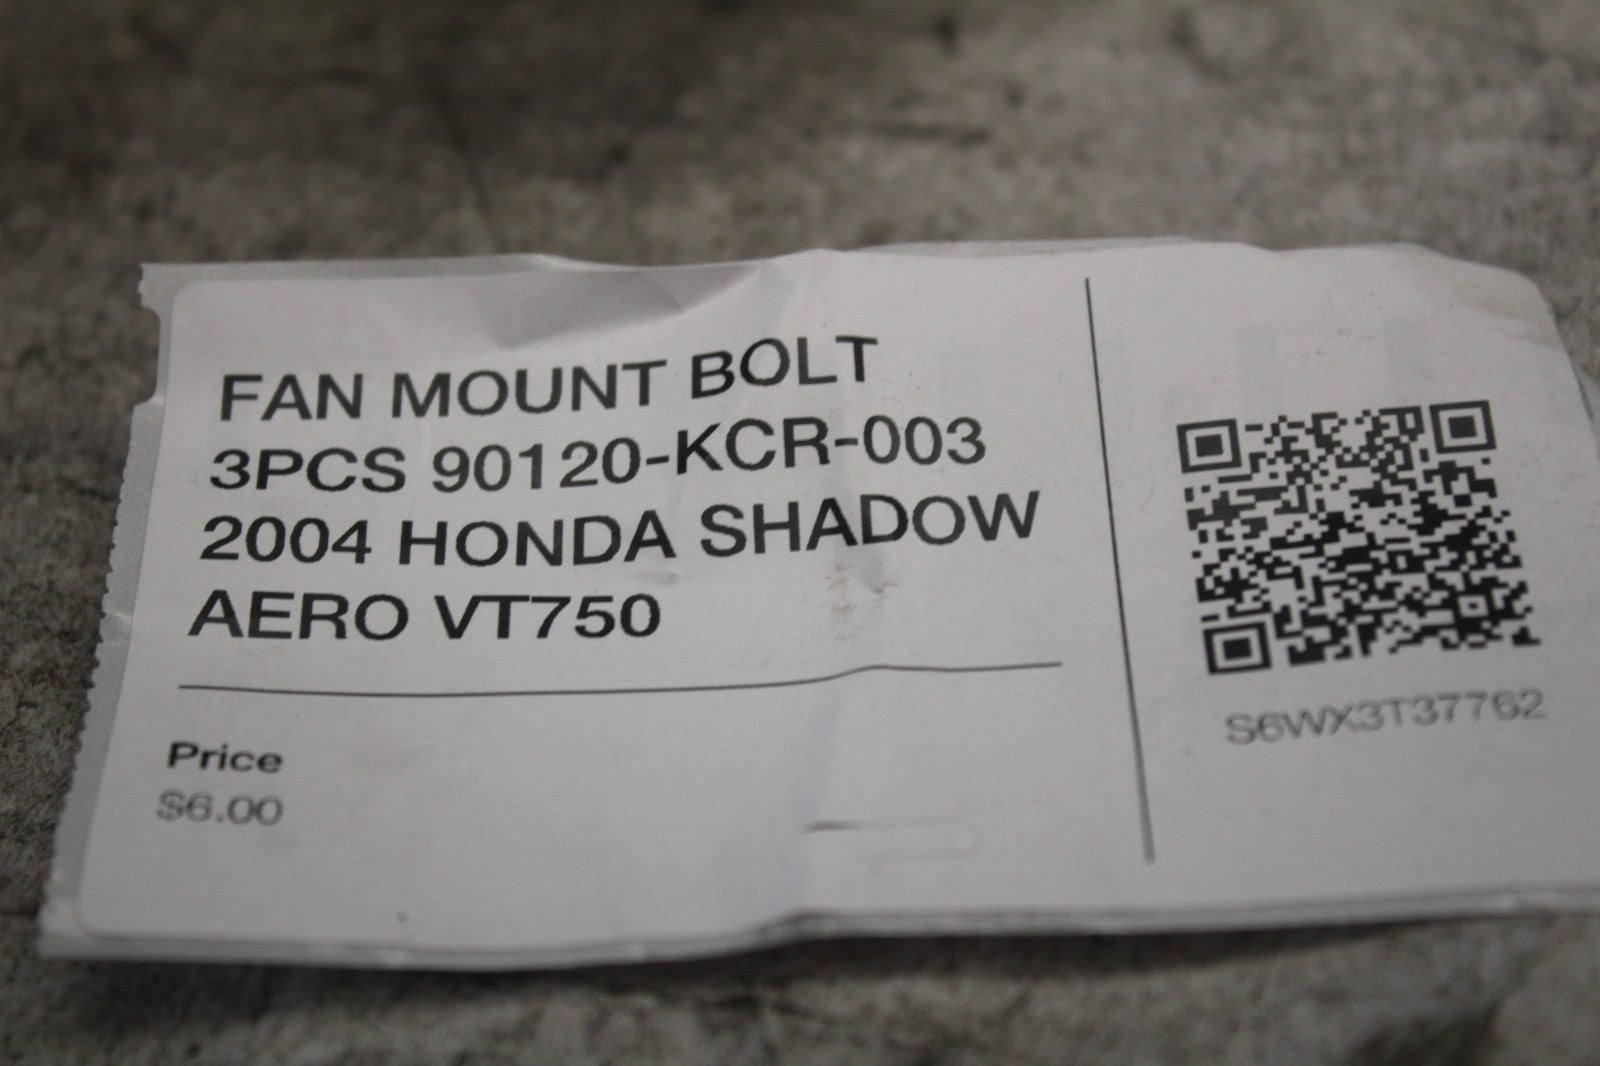 FAN MOUNT BOLT
3PCS 90120-KCR-003
2004 HONDA SHADOW
AERO VT750
Price
$6.00
S6WX3T37762